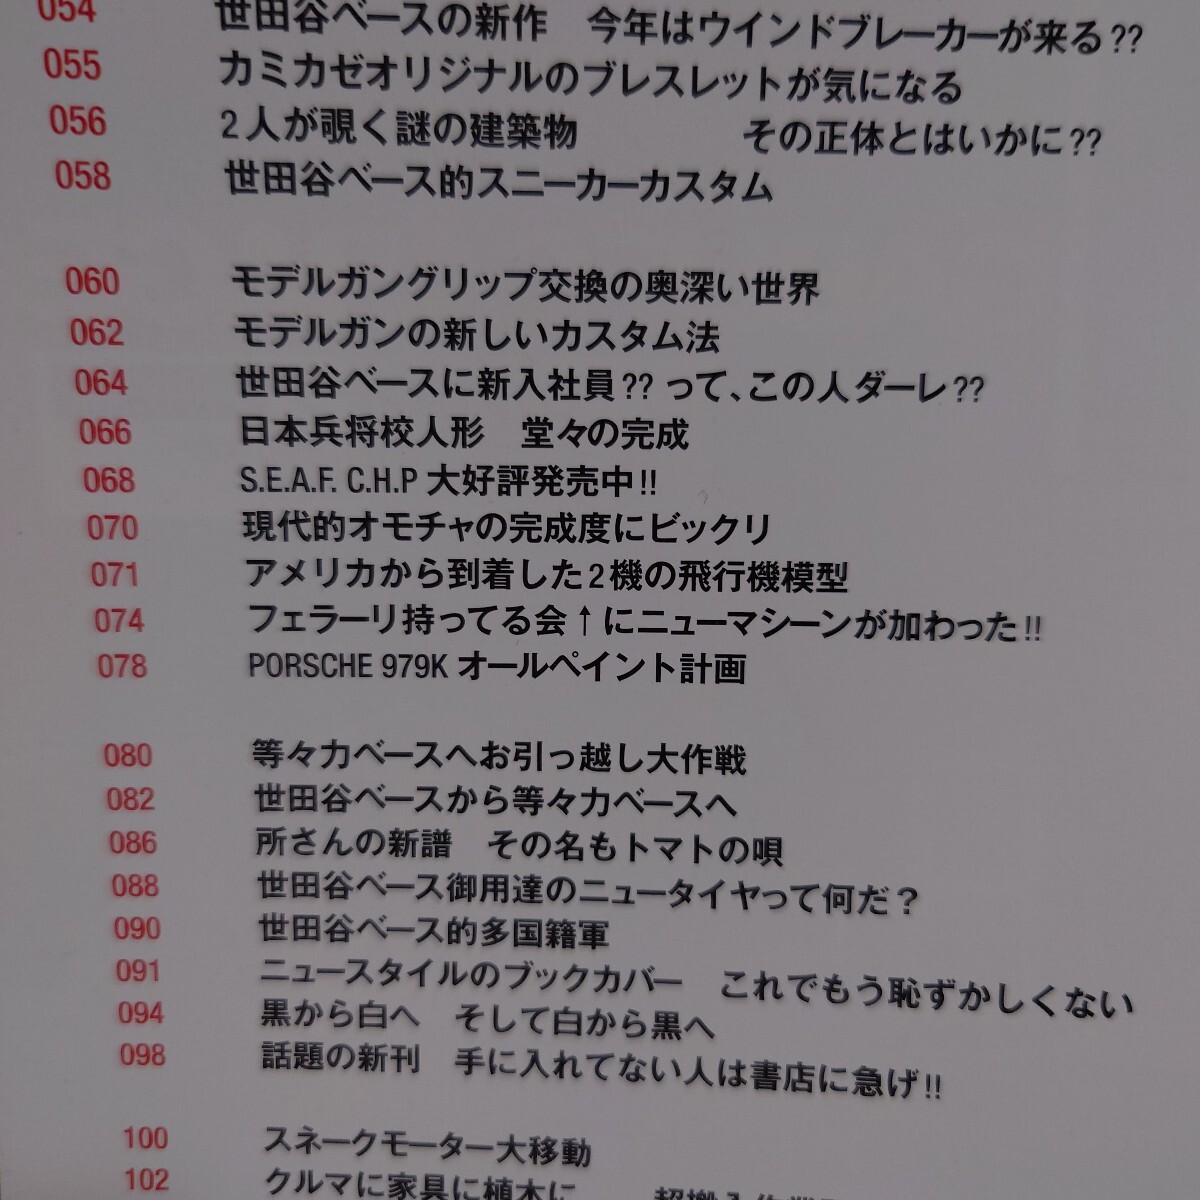 054 世田谷ベースの新作　今年はウインドブレーカーが来る??
055 カミカゼオリジナルのブレスレットが気になる
056 2人が覗く謎の建築物　その正体とはいかに??
058 世田谷ベース的スニーカーカスタム
060 モデルガングリップ交換の奥深い世界
062 モデルガンの新しいカスタム法
064 世田谷ベースに新入社員?? って、この人ダーレ??
066 日本兵将校人形　堂々の完成
068 S.E.A.F. C.H.P 大好評発売中!!
070 現代的オモチャの完成度にビックリ
071 アメリカから到着した2機の飛行機模型
074 フェラーリ持ってる会↑にニューマシーンが加わった!!
078 PORSCHE 979K オールペイント計画
080 等々力ベースへお引っ越し大作戦
082 世田谷ベースから等々力ベースへ
086 所さんの新譜　その名もトマトの唄
088 世田谷ベース御用達のニュータイヤって何だ？
090 世田谷ベース的多国籍軍
091 ニュースタイルのブックカバー　これでもう恥ずかしくない
094 黒から白へ　そして白から黒へ
098 話題の新刊　手に入れてない人は書店に急げ!!
100 スネークモーター大移動
102 クルマに家具に植木に